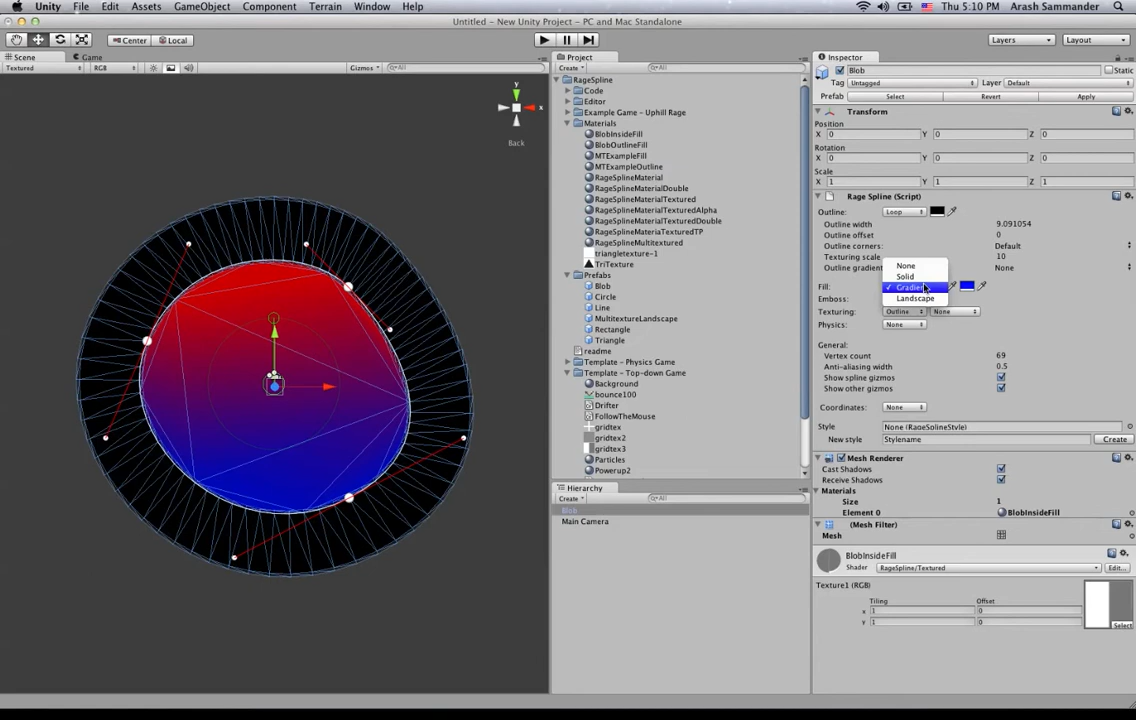 Unity File Edit Assets GameObject Component Terrain Window Help Thu 5:10 PM Arash Sammander
Untitled - New Unity Project - PC and Mac Standalone
Center Local Layers Layout
Scene Game
Textured RGB Gizmos All
y
x
Back
Project
Create All
RageSpline
Code
Editor
Example Game - Uphill Rage
Materials
BlobInsideFill
BlobOutlineFill
MTExampleFill
MTExampleOutline
RageSplineMaterial
RageSplineMaterialDouble
RageSplineMaterialTextured
RageSplineMaterialTexturedAlpha
RageSplineMaterialTexturedDouble
RageSplineMaterialTexturedTP
RageSplineMultitextured
triangletexture-1
TriTexture
Prefabs
Blob
Circle
Line
MultitextureLandscape
Rectangle
Triangle
readme
Template - Physics Game
Template - Top-down Game
Background
bounce100
Drifter
FollowTheMouse
gridtex
gridtex2
gridtex3
Particles
Powerup2
Hierarchy
Create All
Blob
Main Camera
Inspector
Blob Static
Tag Untagged Layer Default
Prefab Select Revert Apply
Transform
Position
X 0 Y 0 Z 0
Rotation
X 0 Y 0 Z 0
Scale
X 1 Y 1 Z 1
Rage Spline (Script)
Outline: Loop
Outline width 9.091054
Outline offset 0
Outline corners: Default
Texturing scale 10
Outline gradient None
None
Solid
Fill: ✓ Gradient
Emboss: Landscape
Texturing: Outline None
Physics: None
General:
Vertex count 69
Anti-aliasing width 0.5
Show spline gizmos
Show other gizmos
Coordinates: None
Style None (RageSplineStyle)
New style Stylename Create
Mesh Renderer
Cast Shadows
Receive Shadows
Materials
Size 1
Element 0 BlobInsideFill
(Mesh Filter)
Mesh
BlobInsideFill
Shader RageSpline/Textured Edit...
Texture1 (RGB)
Tiling Offset
x 1 0
y 1 0
Select